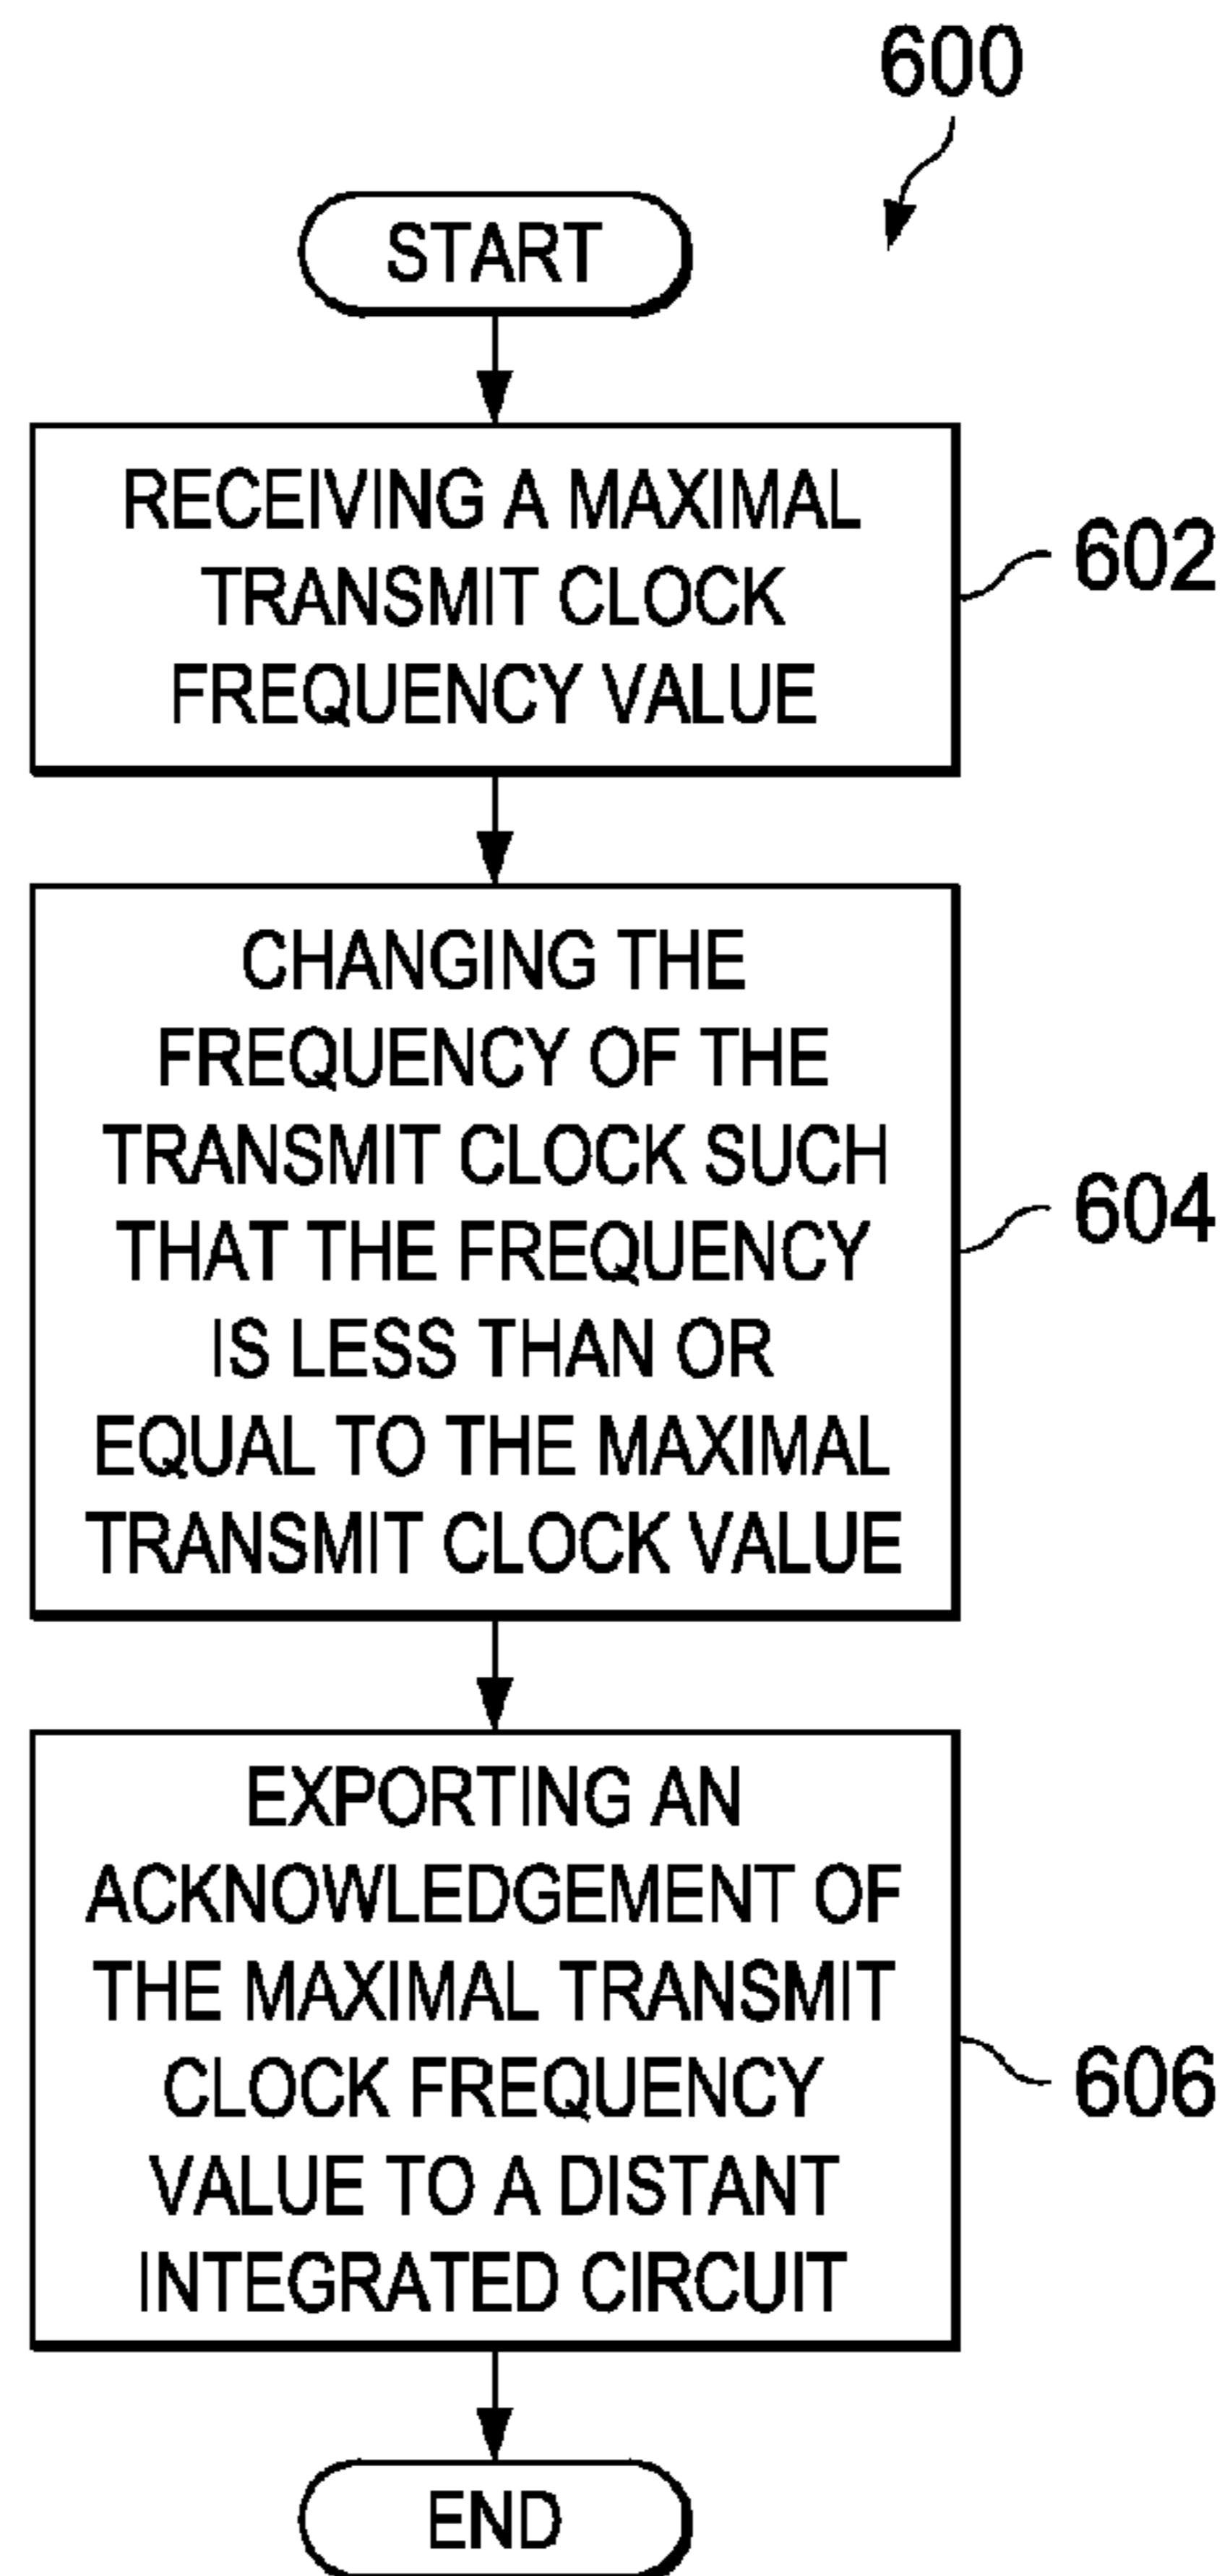 600
START
RECEIVING A MAXIMAL
TRANSMIT CLOCK
FREQUENCY VALUE
602
CHANGING THE
FREQUENCY OF THE
TRANSMIT CLOCK SUCH
THAT THE FREQUENCY
IS LESS THAN OR
EQUAL TO THE MAXIMAL
TRANSMIT CLOCK VALUE
604
EXPORTING AN
ACKNOWLEDGEMENT OF
THE MAXIMAL TRANSMIT
CLOCK FREQUENCY
VALUE TO A DISTANT
INTEGRATED CIRCUIT
606
END